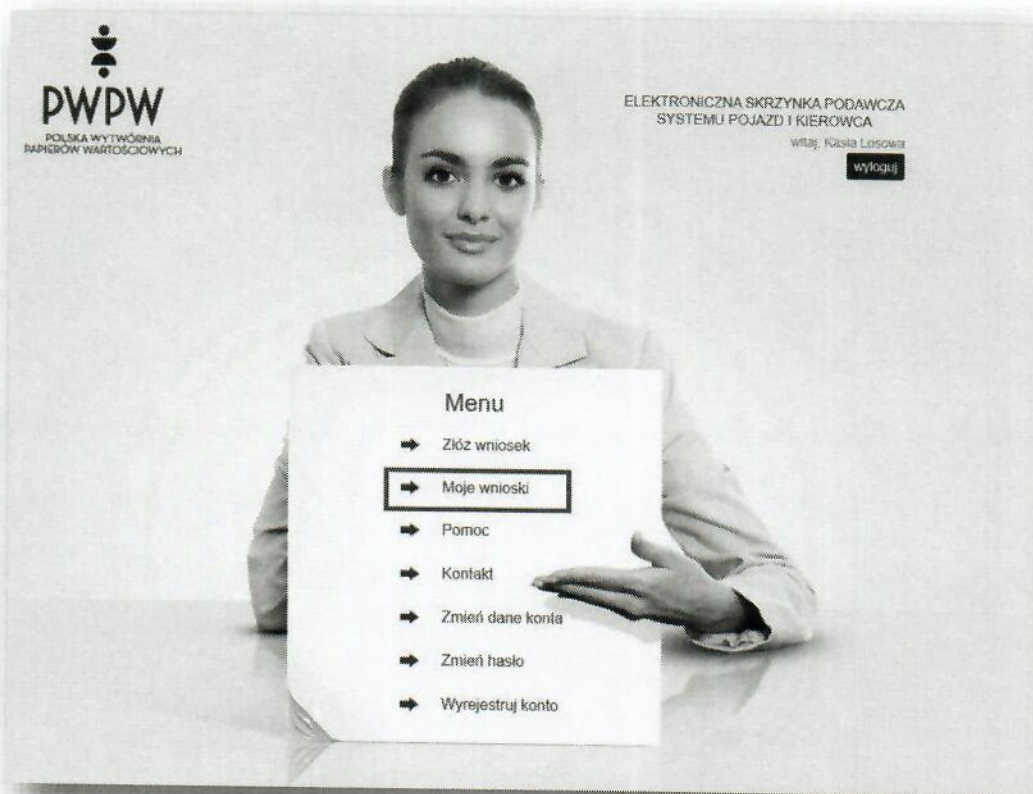 PWPW
POLSKA WYTWÓRNIA
PAPIERÓW WARTOŚCIOWYCH
ELEKTRONICZNA SKRZYNKA PODAWCZA
SYSTEMU POJAZD I KIEROWCA
witaj, Kasia Losowa
wyloguj
Menu
Złóż wniosek
Moje wnioski
Pomoc
Kontakt
Zmień dane konta
Zmień hasło
Wyrejestruj konto